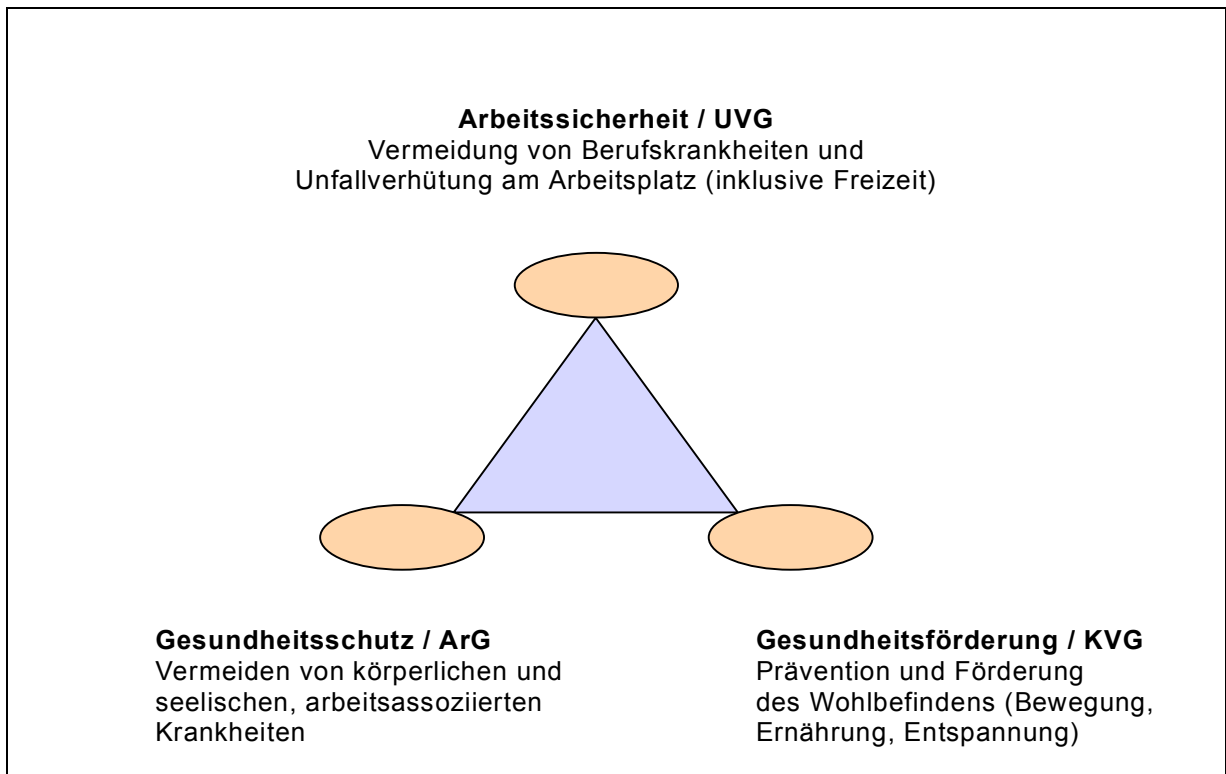 Arbeitssicherheit / UVG
Vermeidung von Berufskrankheiten und
Unfallverhütung am Arbeitsplatz (inklusive Freizeit)
Gesundheitsschutz / ArG
Vermeiden von körperlichen und
seelischen, arbeitsassoziierten
Krankheiten
Gesundheitsförderung / KVG
Prävention und Förderung
des Wohlbefindens (Bewegung,
Ernährung, Entspannung)